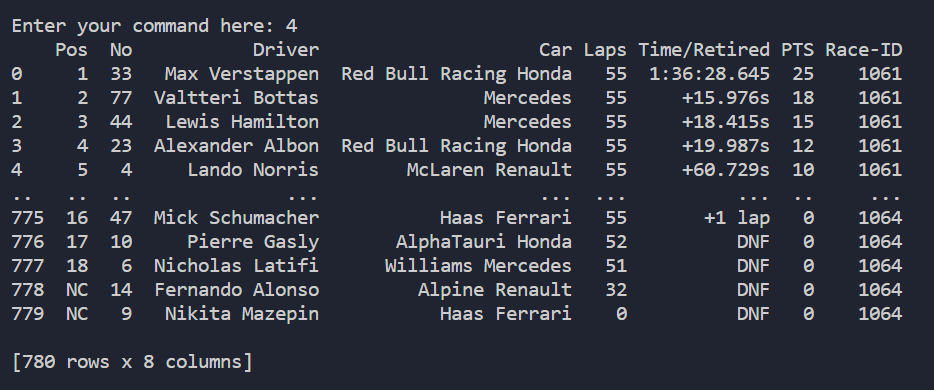 Enter your command here: 4
Pos No Driver Car Laps Time/Retired PTS Race-ID
0 1 33 Max Verstappen Red Bull Racing Honda 55 1:36:28.645 25 1061
1 2 77 Valtteri Bottas Mercedes 55 +15.976s 18 1061
2 3 44 Lewis Hamilton Mercedes 55 +18.415s 15 1061
3 4 23 Alexander Albon Red Bull Racing Honda 55 +19.987s 12 1061
4 5 4 Lando Norris McLaren Renault 55 +60.729s 10 1061
.. .. .. ... ... ... ... .. ...
775 16 47 Mick Schumacher Haas Ferrari 55 +1 lap 0 1064
776 17 10 Pierre Gasly AlphaTauri Honda 52 DNF 0 1064
777 18 6 Nicholas Latifi Williams Mercedes 51 DNF 0 1064
778 NC 14 Fernando Alonso Alpine Renault 32 DNF 0 1064
779 NC 9 Nikita Mazepin Haas Ferrari 0 DNF 0 1064
[780 rows x 8 columns]